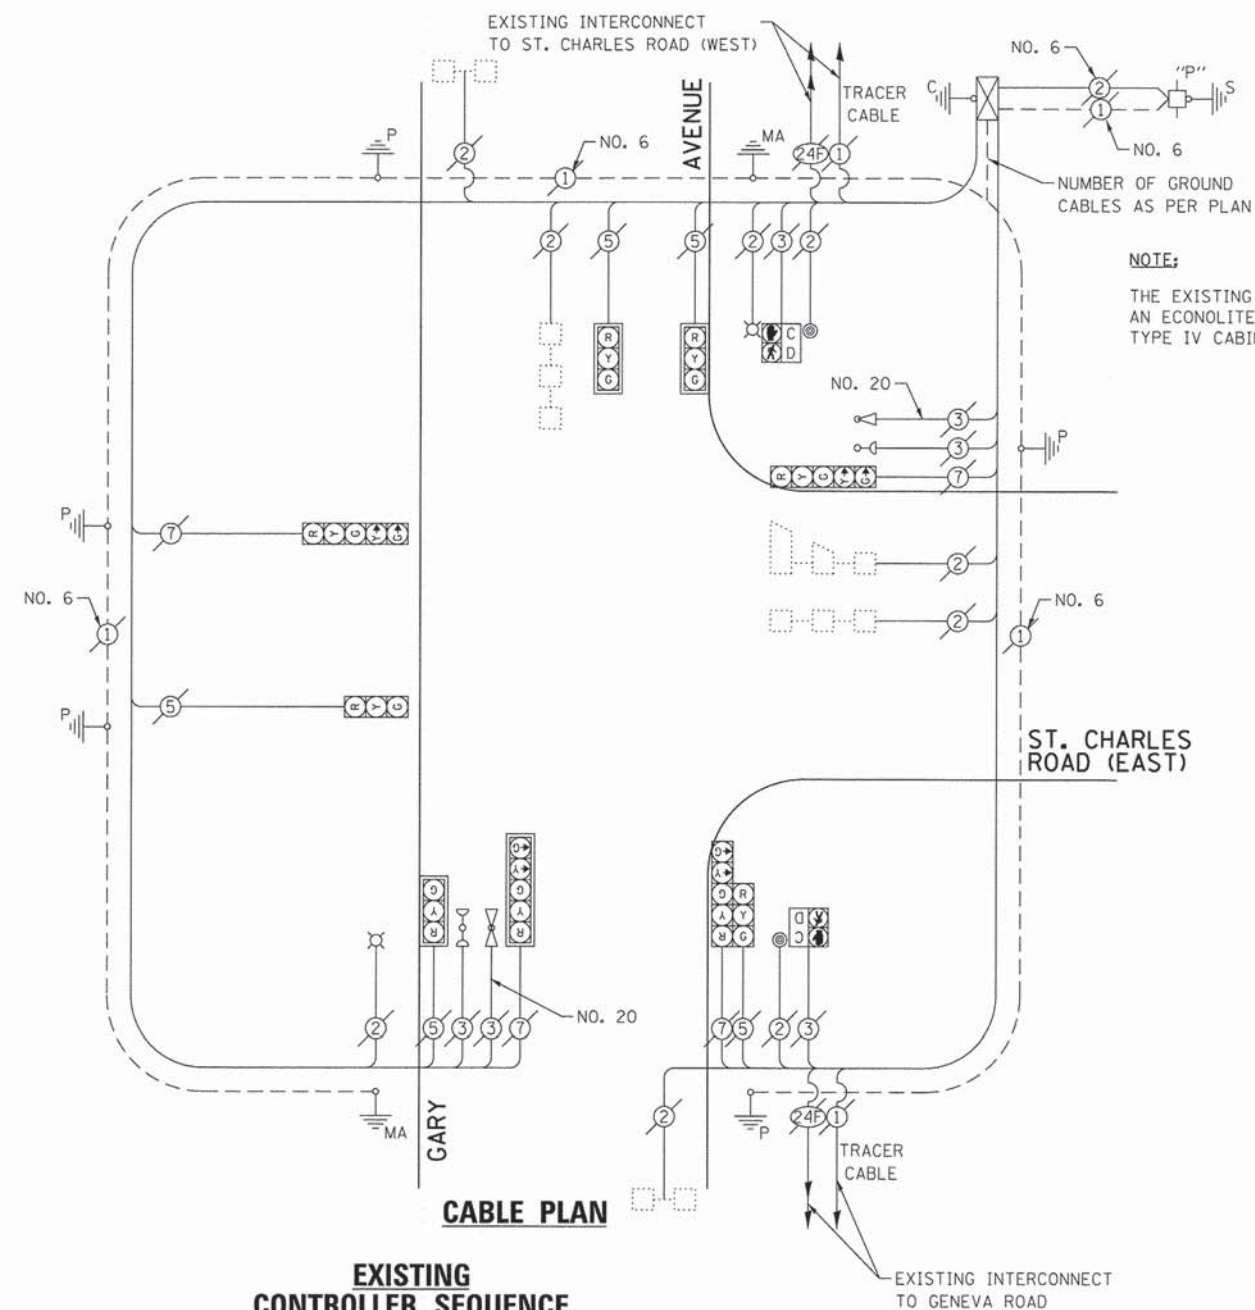 EXISTING INTERCONNECT
TO ST. CHARLES ROAD (WEST)
NO. 6
"P"
C
2
S
TRACER
CABLE
1
P
NO. 6
AVENUE
MA
NO. 6
2
1
24F
1
NUMBER OF GROUND
CABLES AS PER PLAN
2
5
5
2
3
2
NOTE:
THE EXISTING
AN ECONOLITE
R
Y
G
R
Y
G
C
D
NO. 20
3
3
P
R Y G Y G
7
P
7
R Y G Y G
2
NO. 6
1
2
NO. 6
1
5
R Y G
P
ST. CHARLES
ROAD (EAST)
G
Y
R
G
Y
G
Y
R
G
Y
G
Y
R
R
Y
G
D
C
2
5
3
3
7
NO. 20
7
5
2
3
MA
GARY
2
P
24F
1
TRACER
CABLE
CABLE PLAN
EXISTING
CONTROLLER SEQUENCE
EXISTING INTERCONNECT
TO GENEVA ROAD